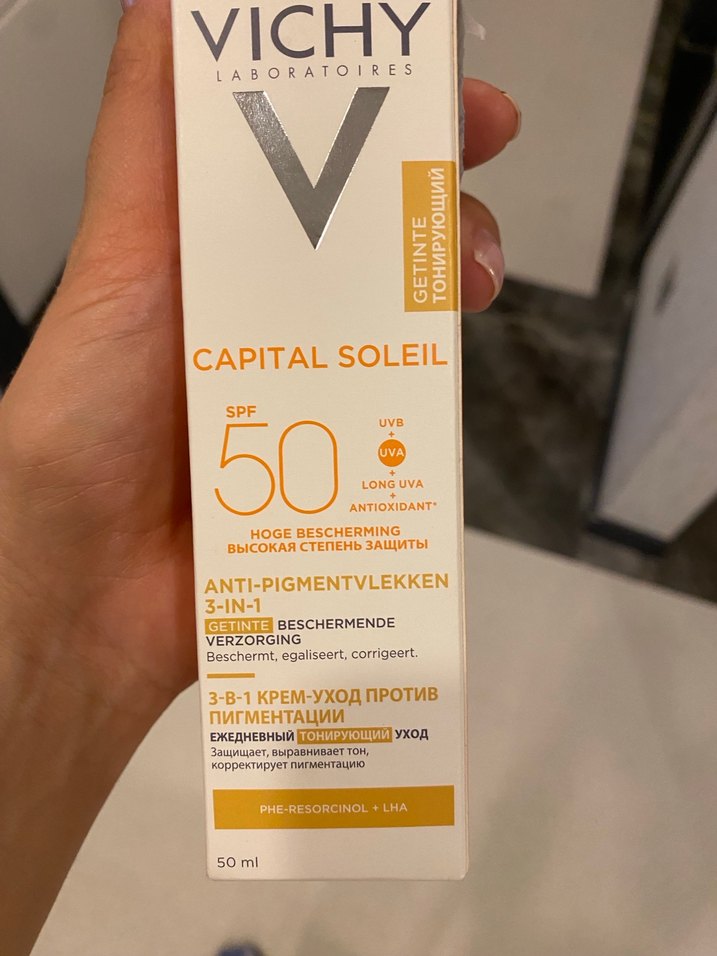 VICHY
LABORATOIRES
GETINTE
ТОНИРУЮЩИЙ
CAPITAL SOLEIL
SPF
50
UVB
+
UVA
+
LONG UVA
+
ANTIOXIDANT*
HOGE BESCHERMING
ВЫСОКАЯ СТЕПЕНЬ ЗАЩИТЫ
ANTI-PIGMENTVLEKKEN
3-IN-1
GETINTE BESCHERMENDE
VERZORGING
Beschermt, egaliseert, corrigeert.
3-В-1 КРЕМ-УХОД ПРОТИВ
ПИГМЕНТАЦИИ
ЕЖЕДНЕВНЫЙ ТОНИРУЮЩИЙ УХОД
Защищает, выравнивает тон,
корректирует пигментацию
PHE-RESORCINOL + LHA
50 ml